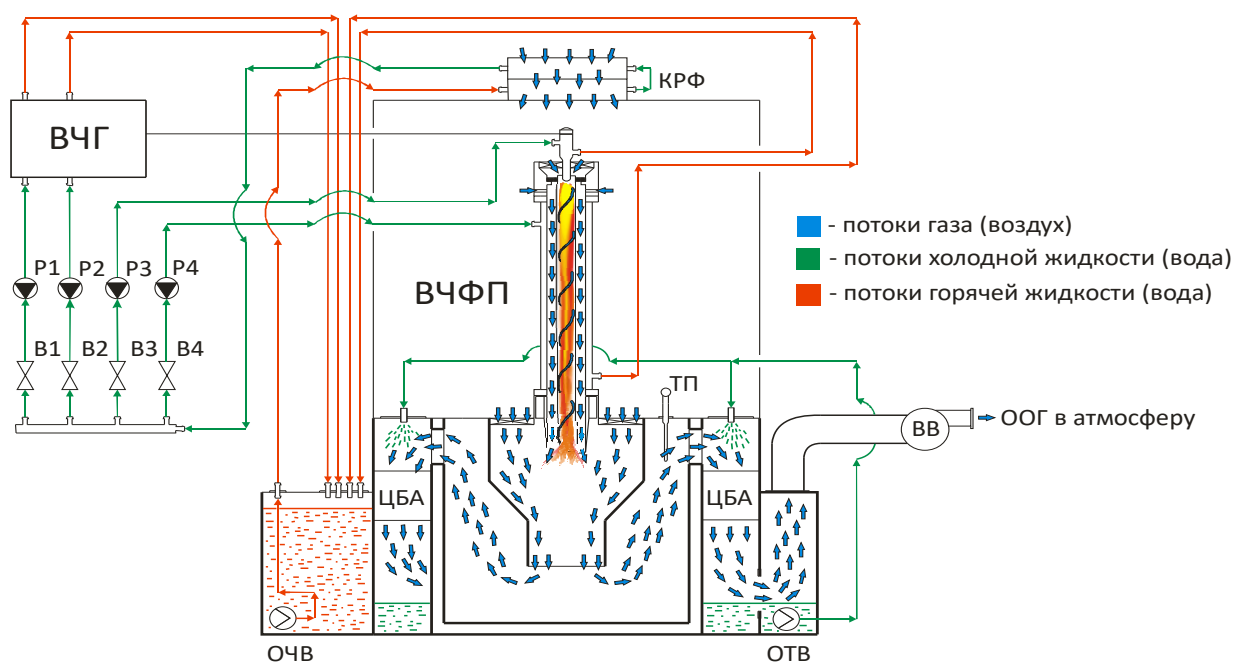 КРФ
ВЧГ
- потоки газа (воздух)
- потоки холодной жидкости (вода)
- потоки горячей жидкости (вода)
Р1 Р2 Р3 Р4
ВЧФП
В1 В2 В3 В4
ТП
ВВ
ООГ в атмосферу
ЦБА
ЦБА
ОЧВ
ОТВ